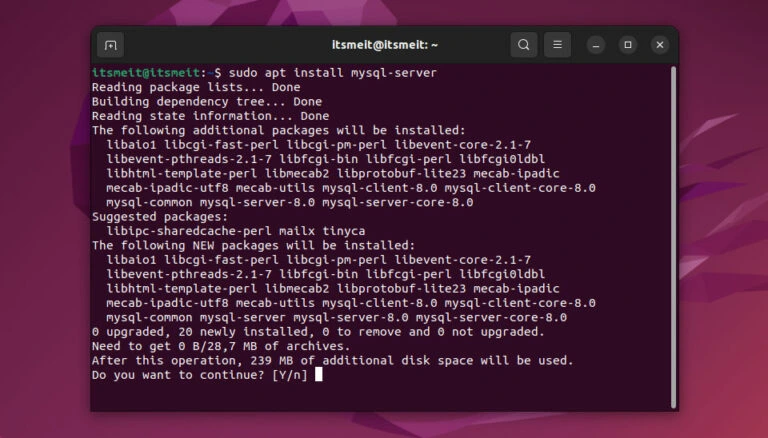 itsmeit@itsmeit: ~
itsmeit@itsmeit:~$ sudo apt install mysql-server
Reading package lists... Done
Building dependency tree... Done
Reading state information... Done
The following additional packages will be installed:
  libaio1 libcgi-fast-perl libcgi-pm-perl libevent-core-2.1-7
  libevent-pthreads-2.1-7 libfcgi-bin libfcgi-perl libfcgi0ldbl
  libhtml-template-perl libmecab2 libprotobuf-lite23 mecab-ipadic
  mecab-ipadic-utf8 mecab-utils mysql-client-8.0 mysql-client-core-8.0
  mysql-common mysql-server-8.0 mysql-server-core-8.0
Suggested packages:
  libipc-sharedcache-perl mailx tinyca
The following NEW packages will be installed:
  libaio1 libcgi-fast-perl libcgi-pm-perl libevent-core-2.1-7
  libevent-pthreads-2.1-7 libfcgi-bin libfcgi-perl libfcgi0ldbl
  libhtml-template-perl libmecab2 libprotobuf-lite23 mecab-ipadic
  mecab-ipadic-utf8 mecab-utils mysql-client-8.0 mysql-client-core-8.0
  mysql-common mysql-server mysql-server-8.0 mysql-server-core-8.0
0 upgraded, 20 newly installed, 0 to remove and 0 not upgraded.
Need to get 0 B/28,7 MB of archives.
After this operation, 239 MB of additional disk space will be used.
Do you want to continue? [Y/n]